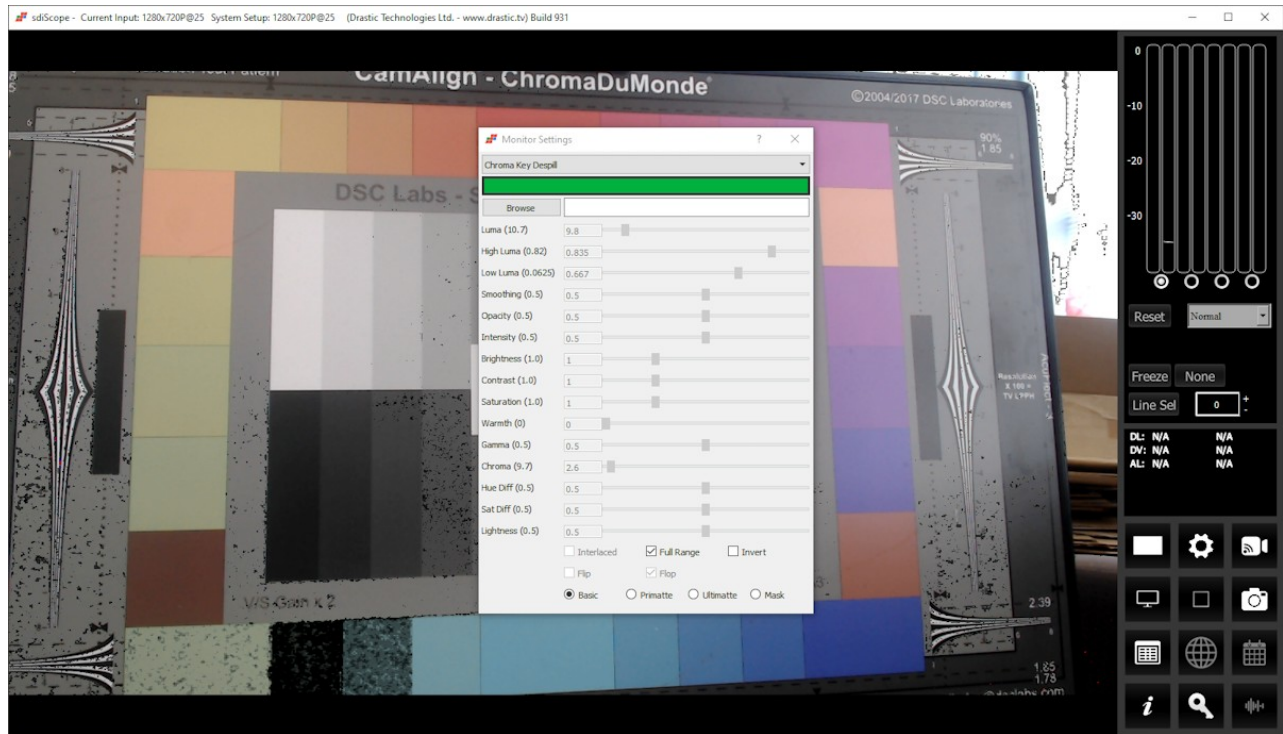 sdiScope - Current Input: 1280x720P@25 System Setup: 1280x720P@25 (Drastic Technologies Ltd. - www.drastic.tv) Build 931
CamAlign - ChromaDuMonde
©2004/2017 DSC Laboratories
90%
1.85
DSC Labs - S
Resolution
X 100 =
TV LPPH
V/S Gain x 2
2.39
1.85
1.78
Monitor Settings
?
Chroma Key Despill
Browse
Luma (10.7) 9.8
High Luma (0.82) 0.835
Low Luma (0.0625) 0.667
Smoothing (0.5) 0.5
Opacity (0.5) 0.5
Intensity (0.5) 0.5
Brightness (1.0) 1
Contrast (1.0) 1
Saturation (1.0) 1
Warmth (0) 0
Gamma (0.5) 0.5
Chroma (9.7) 2.6
Hue Diff (0.5) 0.5
Sat Diff (0.5) 0.5
Lightness (0.5) 0.5
Interlaced Full Range Invert
Flip Flop
Basic Primatte Ultimatte Mask
0
-10
-20
-30
Reset Normal
Freeze None
Line Sel 0 + -
DL: N/A N/A
DV: N/A N/A
AL: N/A N/A